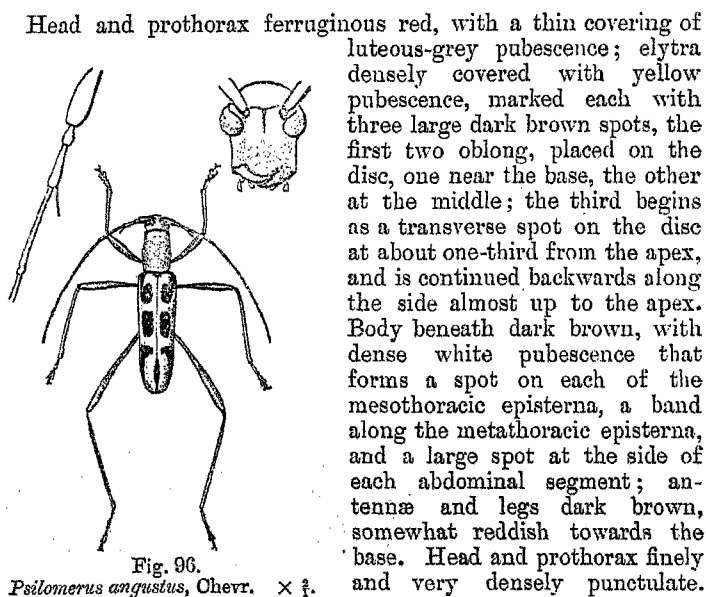 Head and prothorax ferruginous red, with a thin covering of
luteous-grey pubescence; elytra
densely covered with yellow
pubescence, marked each with
three large dark brown spots, the
first two oblong, placed on the
disc, one near the base, the other
at the middle; the third begins
as a transverse spot on the disc
at about one-third from the apex,
and is continued backwards along
the side almost up to the apex.
Body beneath dark brown, with
dense white pubescence that
forms a spot on each of the
mesothoracic episterna, a band
along the metathoracic episterna,
and a large spot at the side of
each abdominal segment; an-
tennæ and legs dark brown,
somewhat reddish towards the
base. Head and prothorax finely
and very densely punctulate.
Fig. 96.
Psilomerus angustus, Chevr. ×